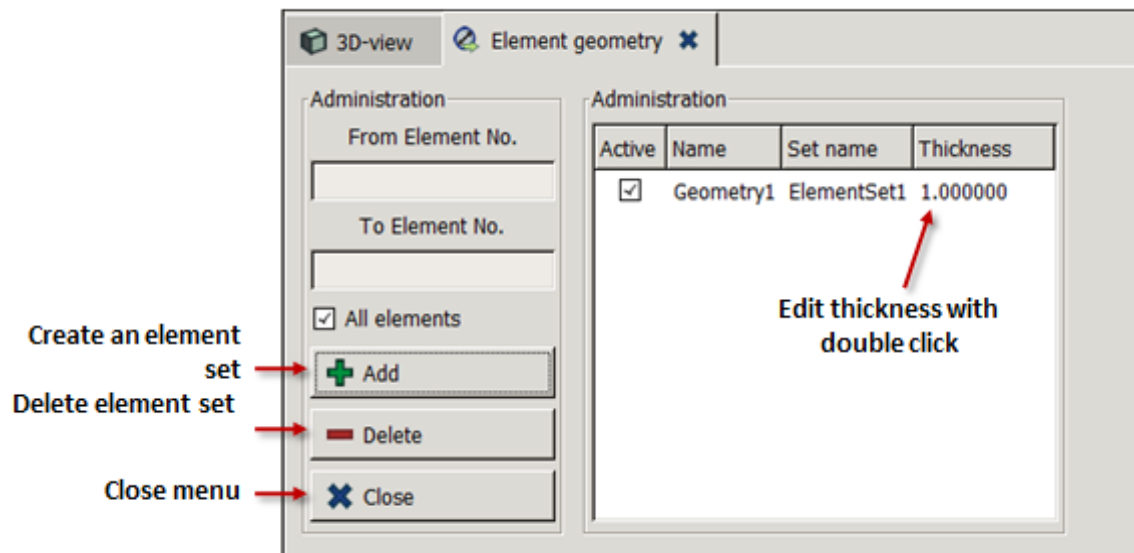 3D-view
Element geometry
Administration
From Element No.
To Element No.
All elements
Add
Delete
Close
Administration
Active Name Set name Thickness
Geometry1 ElementSet1 1.000000
Edit thickness with
double click
Create an element
set
Delete element set
Close menu